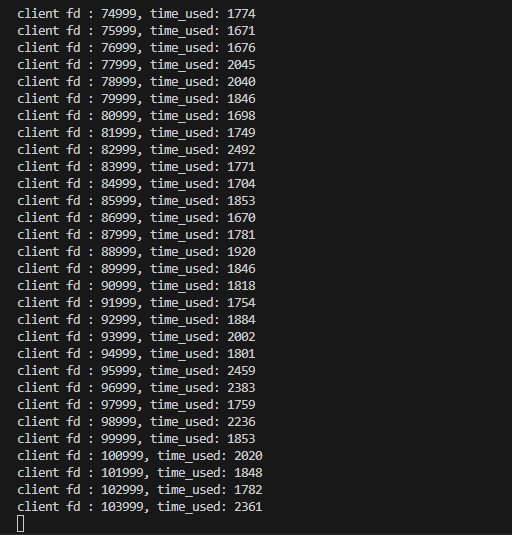 client fd : 74999, time_used: 1774
client fd : 75999, time_used: 1671
client fd : 76999, time_used: 1676
client fd : 77999, time_used: 2045
client fd : 78999, time_used: 2040
client fd : 79999, time_used: 1846
client fd : 80999, time_used: 1698
client fd : 81999, time_used: 1749
client fd : 82999, time_used: 2492
client fd : 83999, time_used: 1771
client fd : 84999, time_used: 1704
client fd : 85999, time_used: 1853
client fd : 86999, time_used: 1670
client fd : 87999, time_used: 1781
client fd : 88999, time_used: 1920
client fd : 89999, time_used: 1846
client fd : 90999, time_used: 1818
client fd : 91999, time_used: 1754
client fd : 92999, time_used: 1884
client fd : 93999, time_used: 2002
client fd : 94999, time_used: 1801
client fd : 95999, time_used: 2459
client fd : 96999, time_used: 2383
client fd : 97999, time_used: 1759
client fd : 98999, time_used: 2236
client fd : 99999, time_used: 1853
client fd : 100999, time_used: 2020
client fd : 101999, time_used: 1848
client fd : 102999, time_used: 1782
client fd : 103999, time_used: 2361